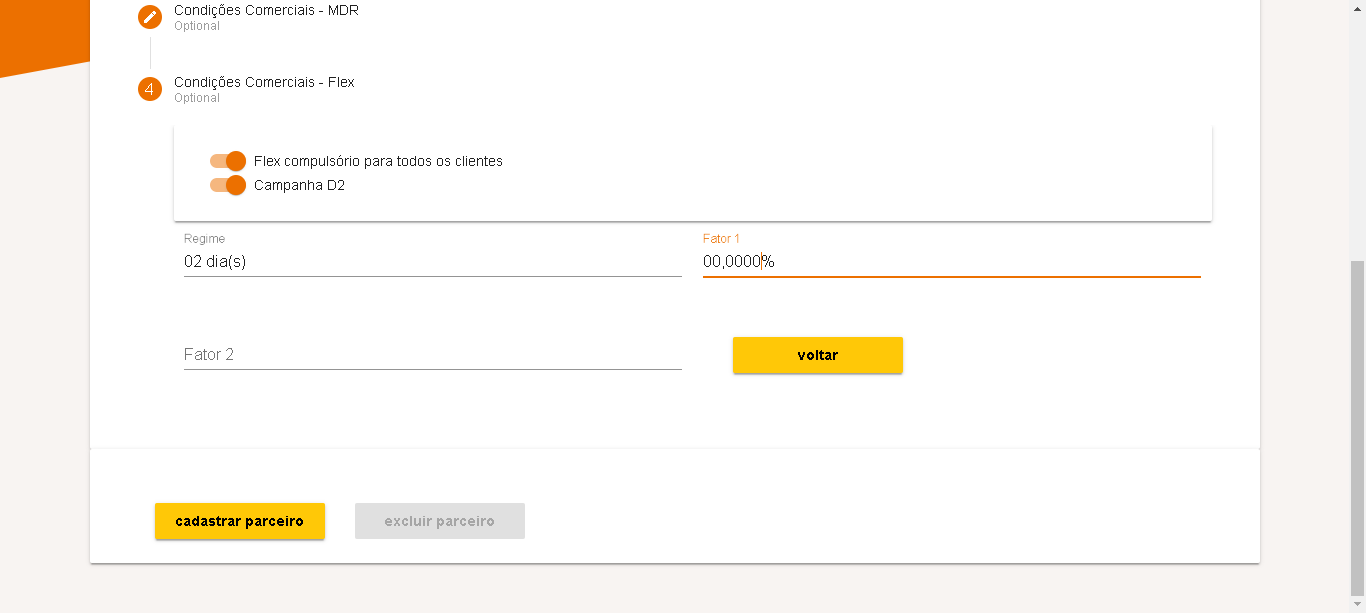 Condições Comerciais - MDR
Optional
4
Condições Comerciais - Flex
Optional
Flex compulsório para todos os clientes
Campanha D2
Regime
02 dia(s)
Fator 1
00,0000%
Fator 2
voltar
cadastrar parceiro
excluir parceiro